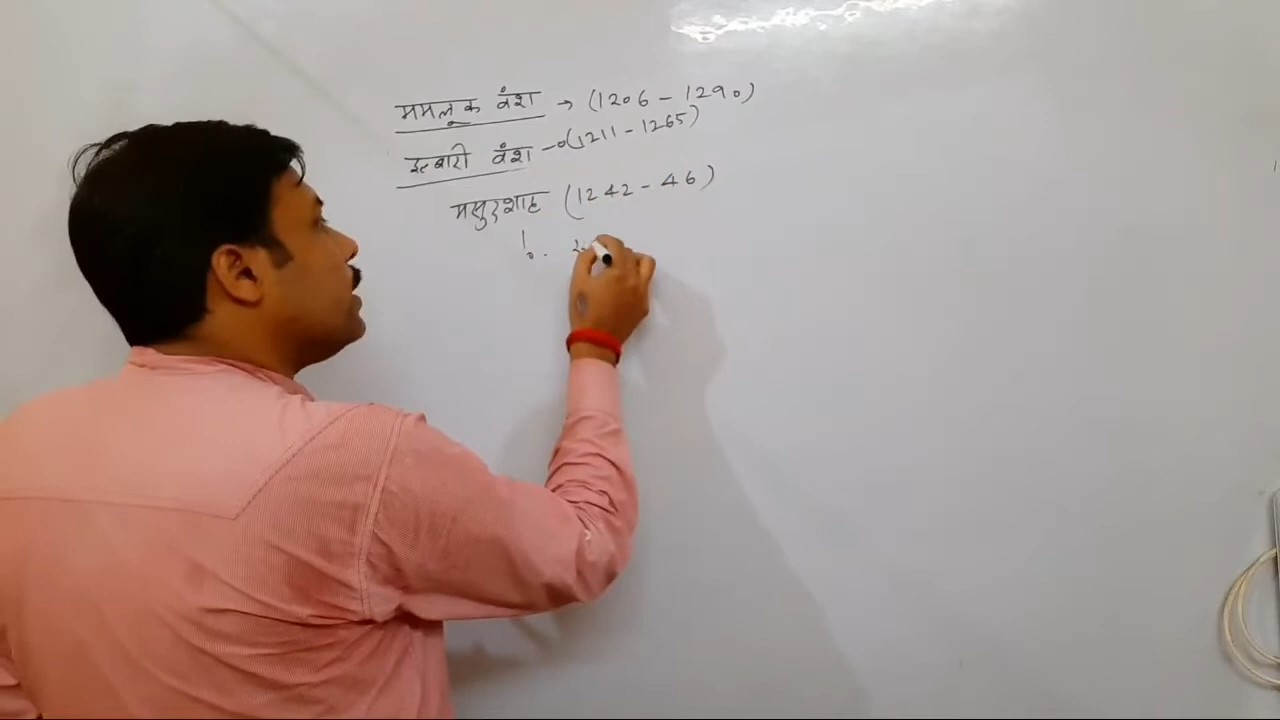 ममलूक वंश → (1206 - 1290)
इल्बारी वंश → (1211 - 1265)
मसुदशाह (1242 - 46)